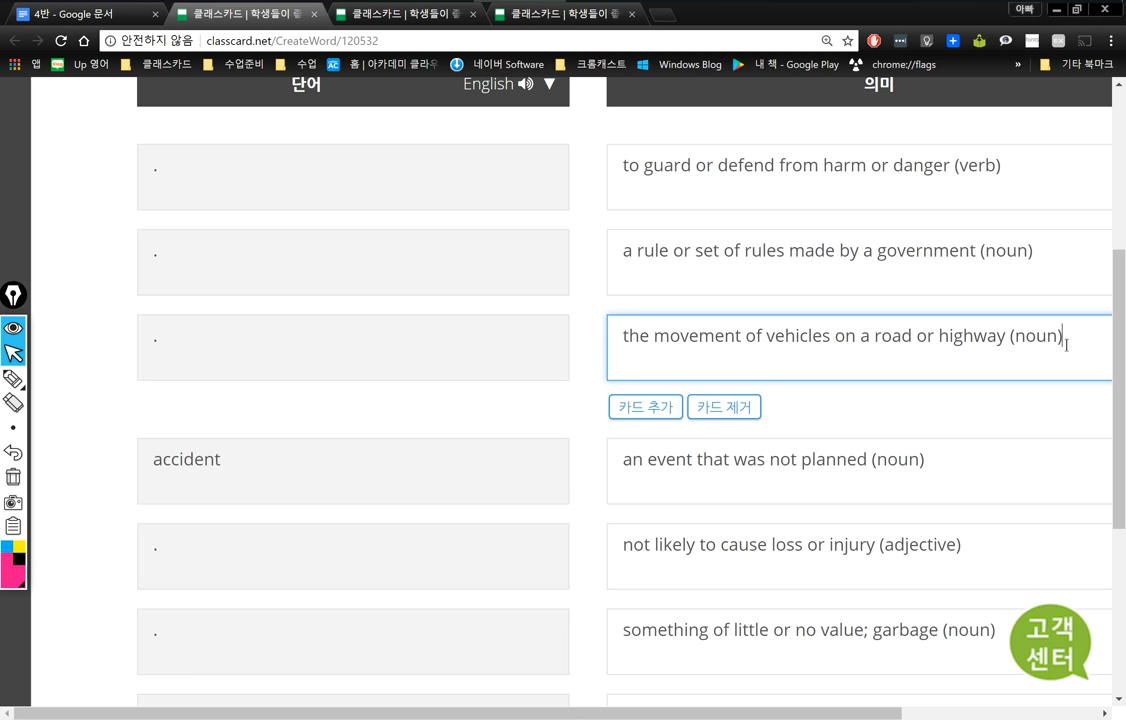 4반 - Google 문서
클래스카드 | 학생들이 즐
클래스카드 | 학생들이 즐
클래스카드 | 학생들이 즐
아빠
안전하지 않음
classcard.net/CreateWord/120532
앱
Up 영어
클래스카드
수업준비
수업
AC
홈 | 아카데미 클라우
네이버 Software
크롬캐스트
Windows Blog
내 책 - Google Play
chrome://flags
»
기타 북마크
단어
English
의미
.
to guard or defend from harm or danger (verb)
.
a rule or set of rules made by a government (noun)
.
the movement of vehicles on a road or highway (noun)
카드 추가
카드 제거
accident
an event that was not planned (noun)
.
not likely to cause loss or injury (adjective)
.
something of little or no value; garbage (noun)
고객
센터